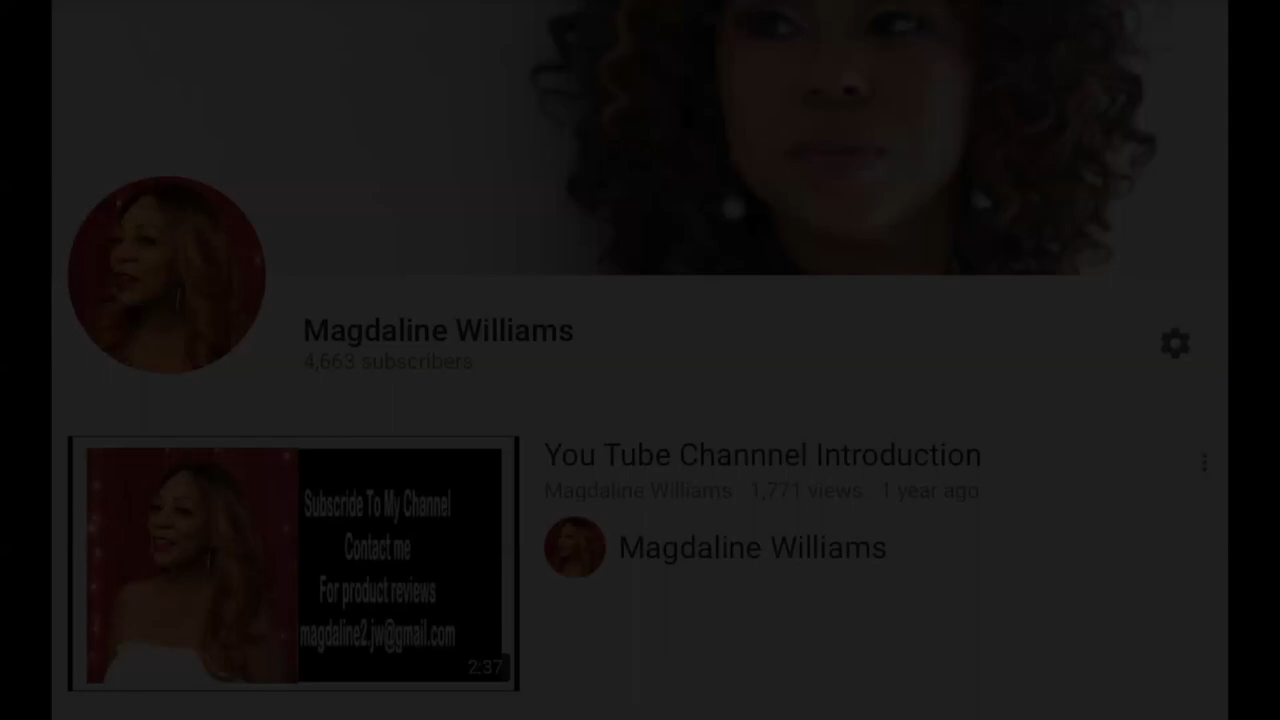 Magdaline Williams
4,663 subscribers
You Tube Channnel Introduction
Magdaline Williams 1,771 views 1 year ago
Magdaline Williams
Subscride To My Channel
Contact me
For product reviews
magdaline2.jw@gmail.com
2:37